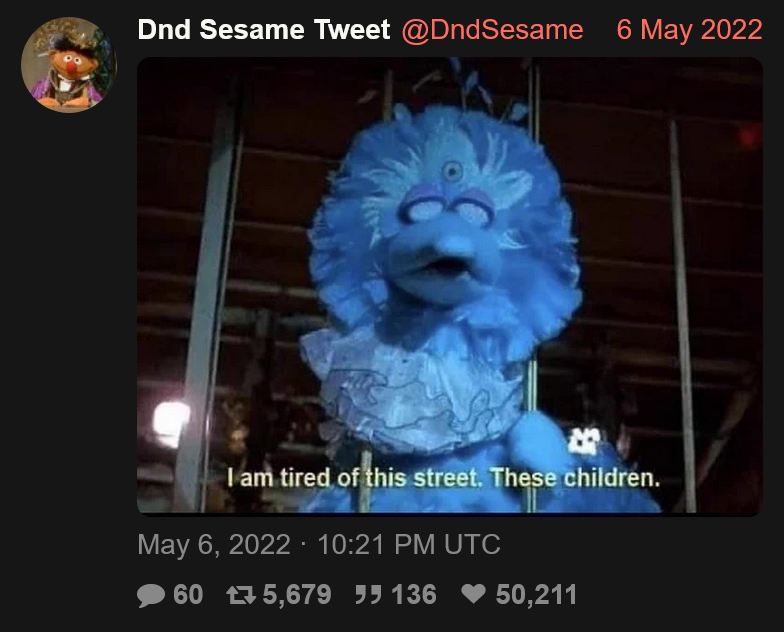 Dnd Sesame Tweet @DndSesame 6 May 2022
I am tired of this street. These children.
May 6, 2022 · 10:21 PM UTC
60 5,679 136 50,211